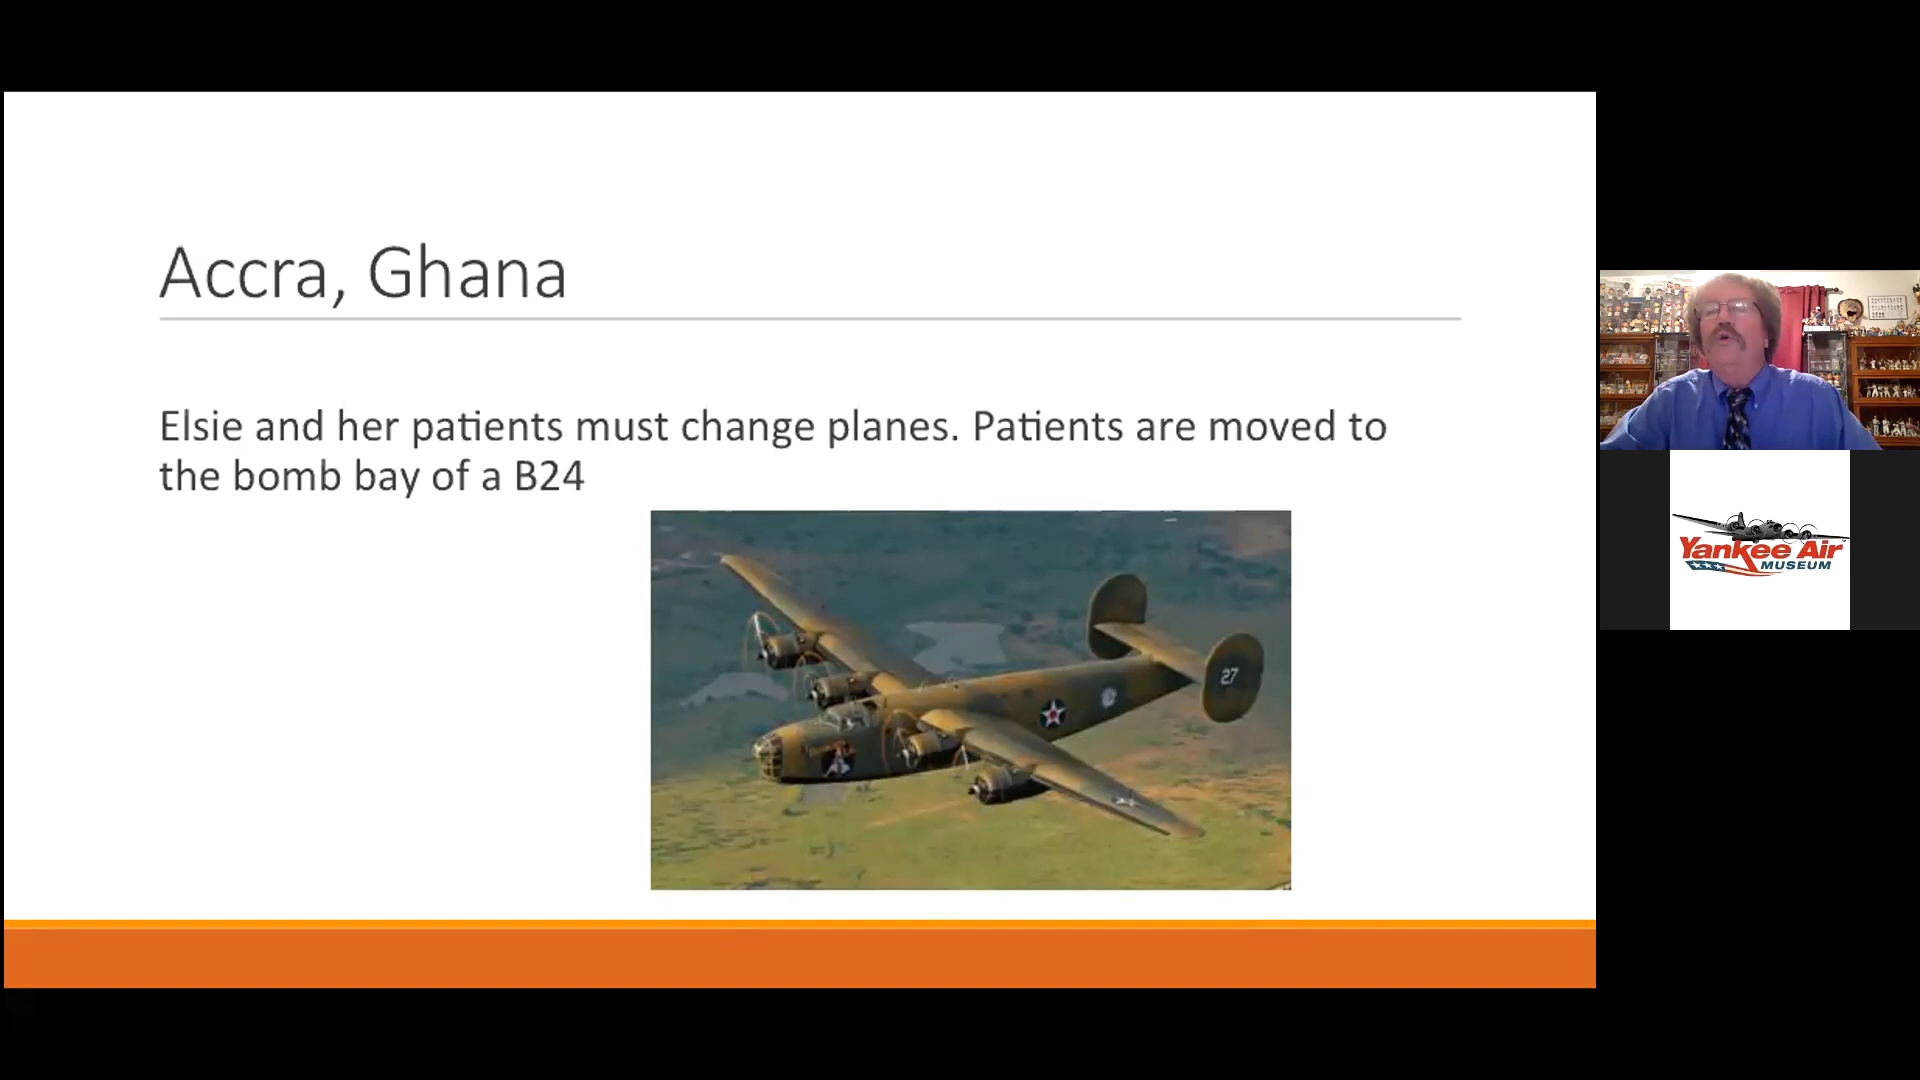 Accra, Ghana
Elsie and her patients must change planes. Patients are moved to
the bomb bay of a B24
27
Yankee Air
MUSEUM